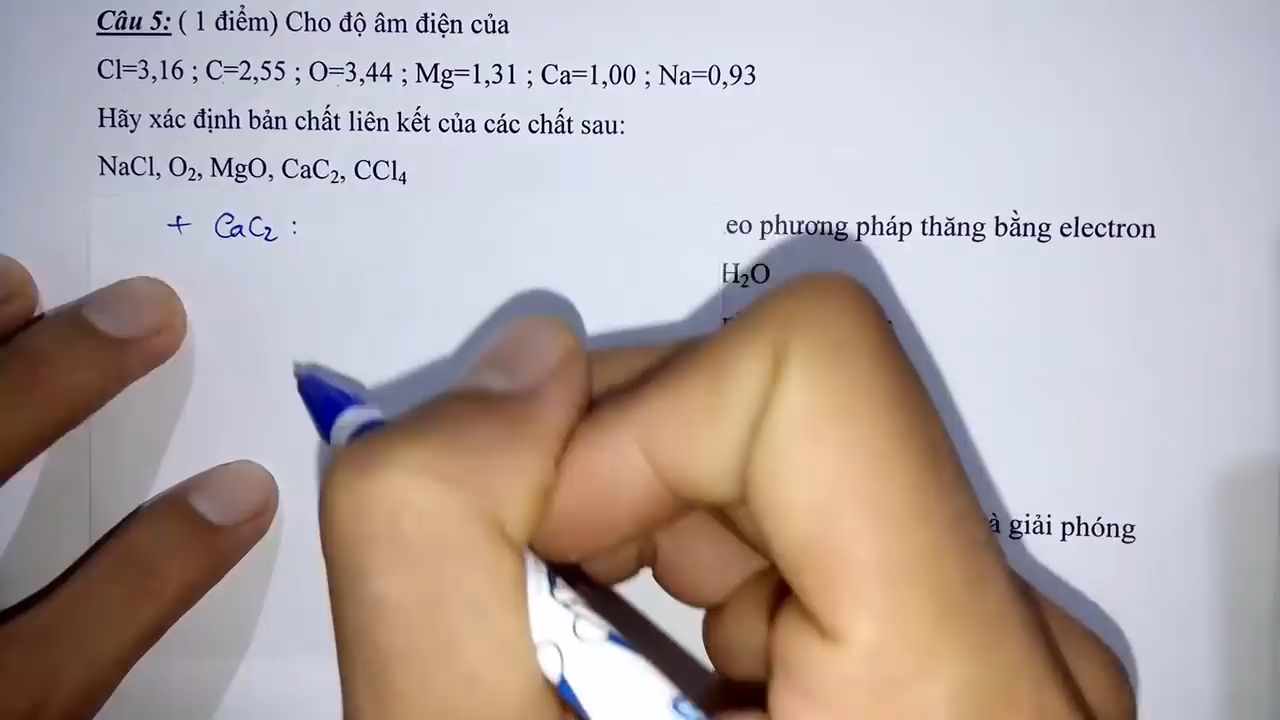 Câu 5: ( 1 điểm) Cho độ âm điện của
Cl=3,16 ; C=2,55 ; O=3,44 ; Mg=1,31 ; Ca=1,00 ; Na=0,93
Hãy xác định bản chất liên kết của các chất sau:
NaCl, O₂, MgO, CaC₂, CCl₄
+ CaC₂ :
eo phương pháp thăng bằng electron
H₂O
à giải phóng